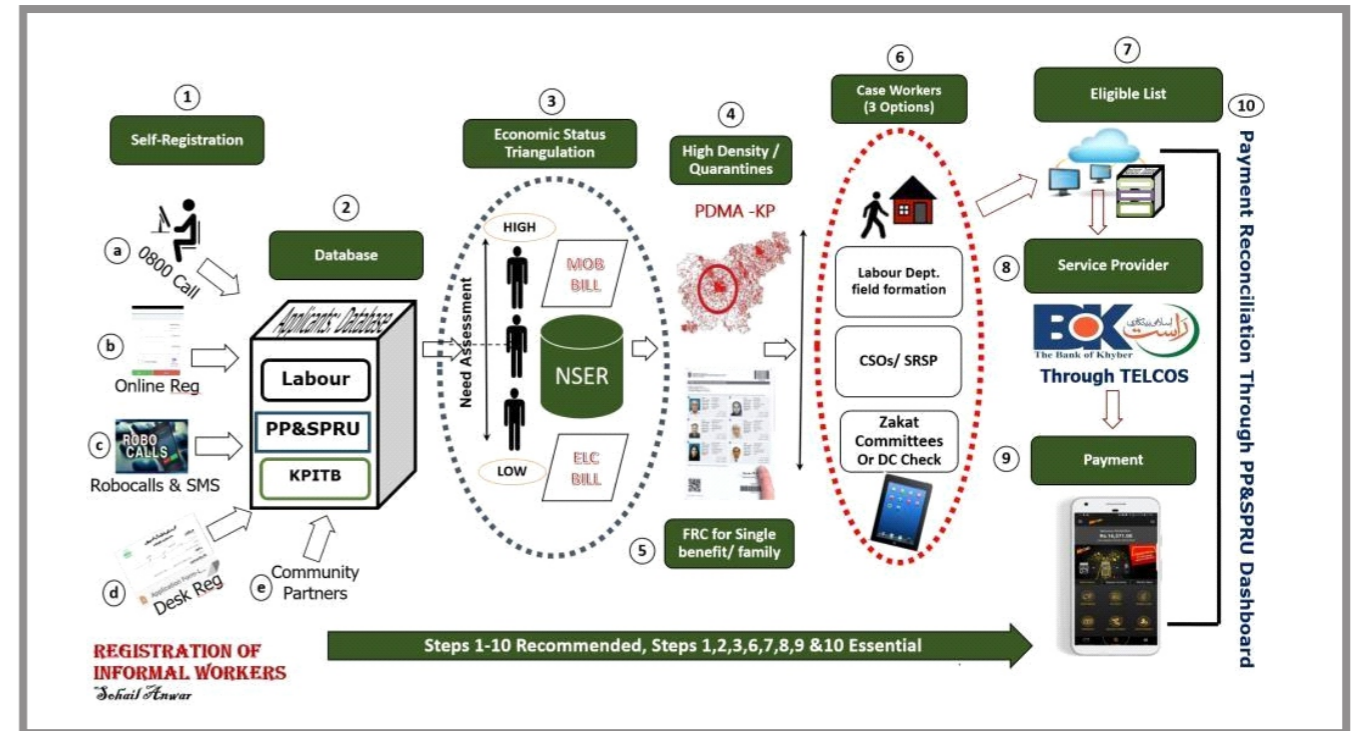 1
Self-Registration
a
0800 Call
b
Online Reg
c
ROBO
CALLS
Robocalls & SMS
d
Desk Reg
Application Form
e
Community
Partners
2
Database
Applicants: Database
Labour
PP&SPRU
KPITB
3
Economic Status
Triangulation
HIGH
Need Assessment
LOW
MOB
BILL
NSER
ELC
BILL
4
High Density /
Quarantines
PDMA -KP
5
FRC for Single
benefit/ family
6
Case Workers
(3 Options)
Labour Dept.
field formation
CSOs/ SRSP
Zakat
Committees
Or DC Check
7
Eligible List
8
Service Provider
BOK
راست
The Bank of Khyber
Through TELCOS
9
Payment
10
Payment Reconciliation Through PP&SPRU Dashboard
Steps 1-10 Recommended, Steps 1,2,3,6,7,8,9 &10 Essential
REGISTRATION OF
INFORMAL WORKERS
Sohail Anwar